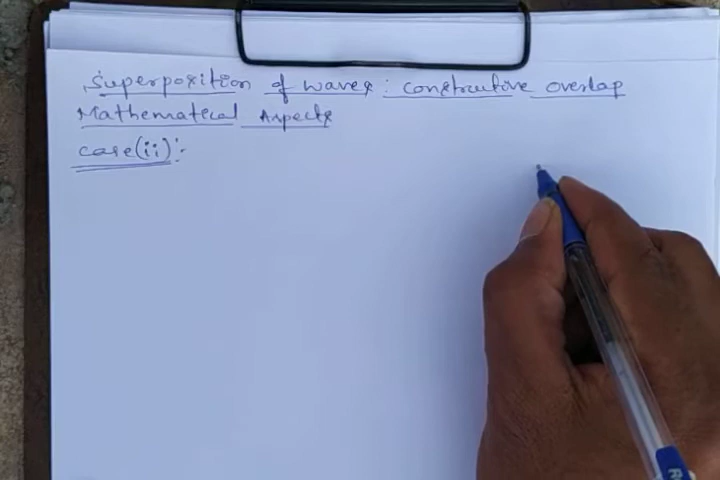 Superposition of waves: constructive overlap
Mathematical Aspects
case(ii):-